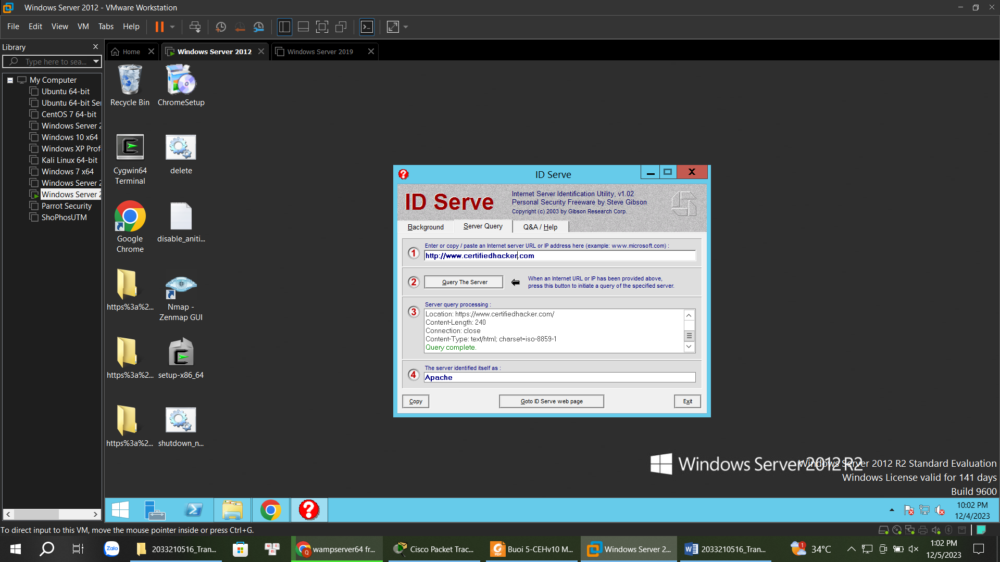 Windows Server 2012 - VMware Workstation
File Edit View VM Tabs Help
Library
Type here to sea...
My Computer
Ubuntu 64-bit
Ubuntu 64-bit Ser
CentOS 7 64-bit
Windows Server 2
Windows 10 x64
Windows XP Prof
Kali Linux 64-bit
Windows 7 x64
Windows Server 2
Windows Server 2
Parrot Security
ShoPhosUTM
Home
Windows Server 2012
Windows Server 2019
Recycle Bin
ChromeSetup
Cygwin64
Terminal
delete
Google
Chrome
disable_aniti...
https%3a%2...
Nmap -
Zenmap GUI
https%3a%2...
setup-x86_64
https%3a%2...
shutdown_n...
ID Serve
ID Serve
Internet Server Identification Utility, v1.02
Personal Security Freeware by Steve Gibson
Copyright (c) 2003 by Gibson Research Corp.
Background
Server Query
Q&A / Help
1
Enter or copy / paste an Internet server URL or IP address here (example: www.microsoft.com) :
http://www.certifiedhacker.com
2
Query The Server
When an Internet URL or IP has been provided above,
press this button to initiate a query of the specified server.
3
Server query processing :
Location: https://www.certifiedhacker.com/
Content-Length: 240
Connection: close
Content-Type: text/html; charset=iso-8859-1
Query complete.
4
The server identified itself as :
Apache
Copy
Goto ID Serve web page
Exit
Windows Server 2012 R2
Windows Server 2012 R2 Standard Evaluation
Windows License valid for 141 days
Build 9600
10:02 PM
12/4/2023
To direct input to this VM, move the mouse pointer inside or press Ctrl+G.
Zalo
2033210516_Tran...
wampserver64 fr...
Cisco Packet Trac...
Buoi 5-CEHv10 M...
Windows Server 2...
2033210516_Tran...
1
34°C
1:02 PM
12/5/2023